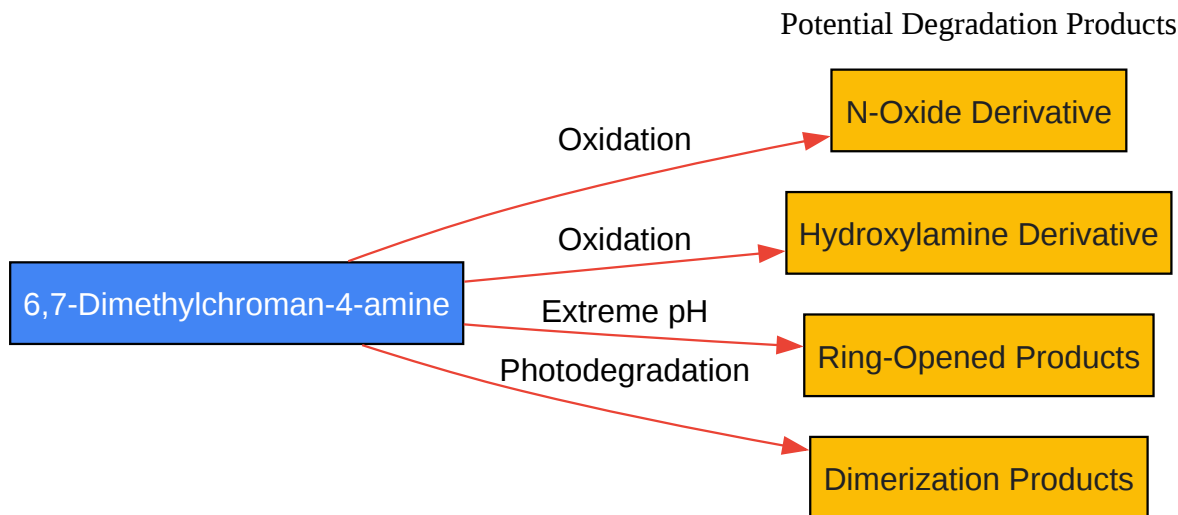 Potential Degradation Products
N-Oxide Derivative
Oxidation
Hydroxylamine Derivative
Oxidation
6,7-Dimethylchroman-4-amine
Extreme pH
Ring-Opened Products
Photodegradation
Dimerization Products